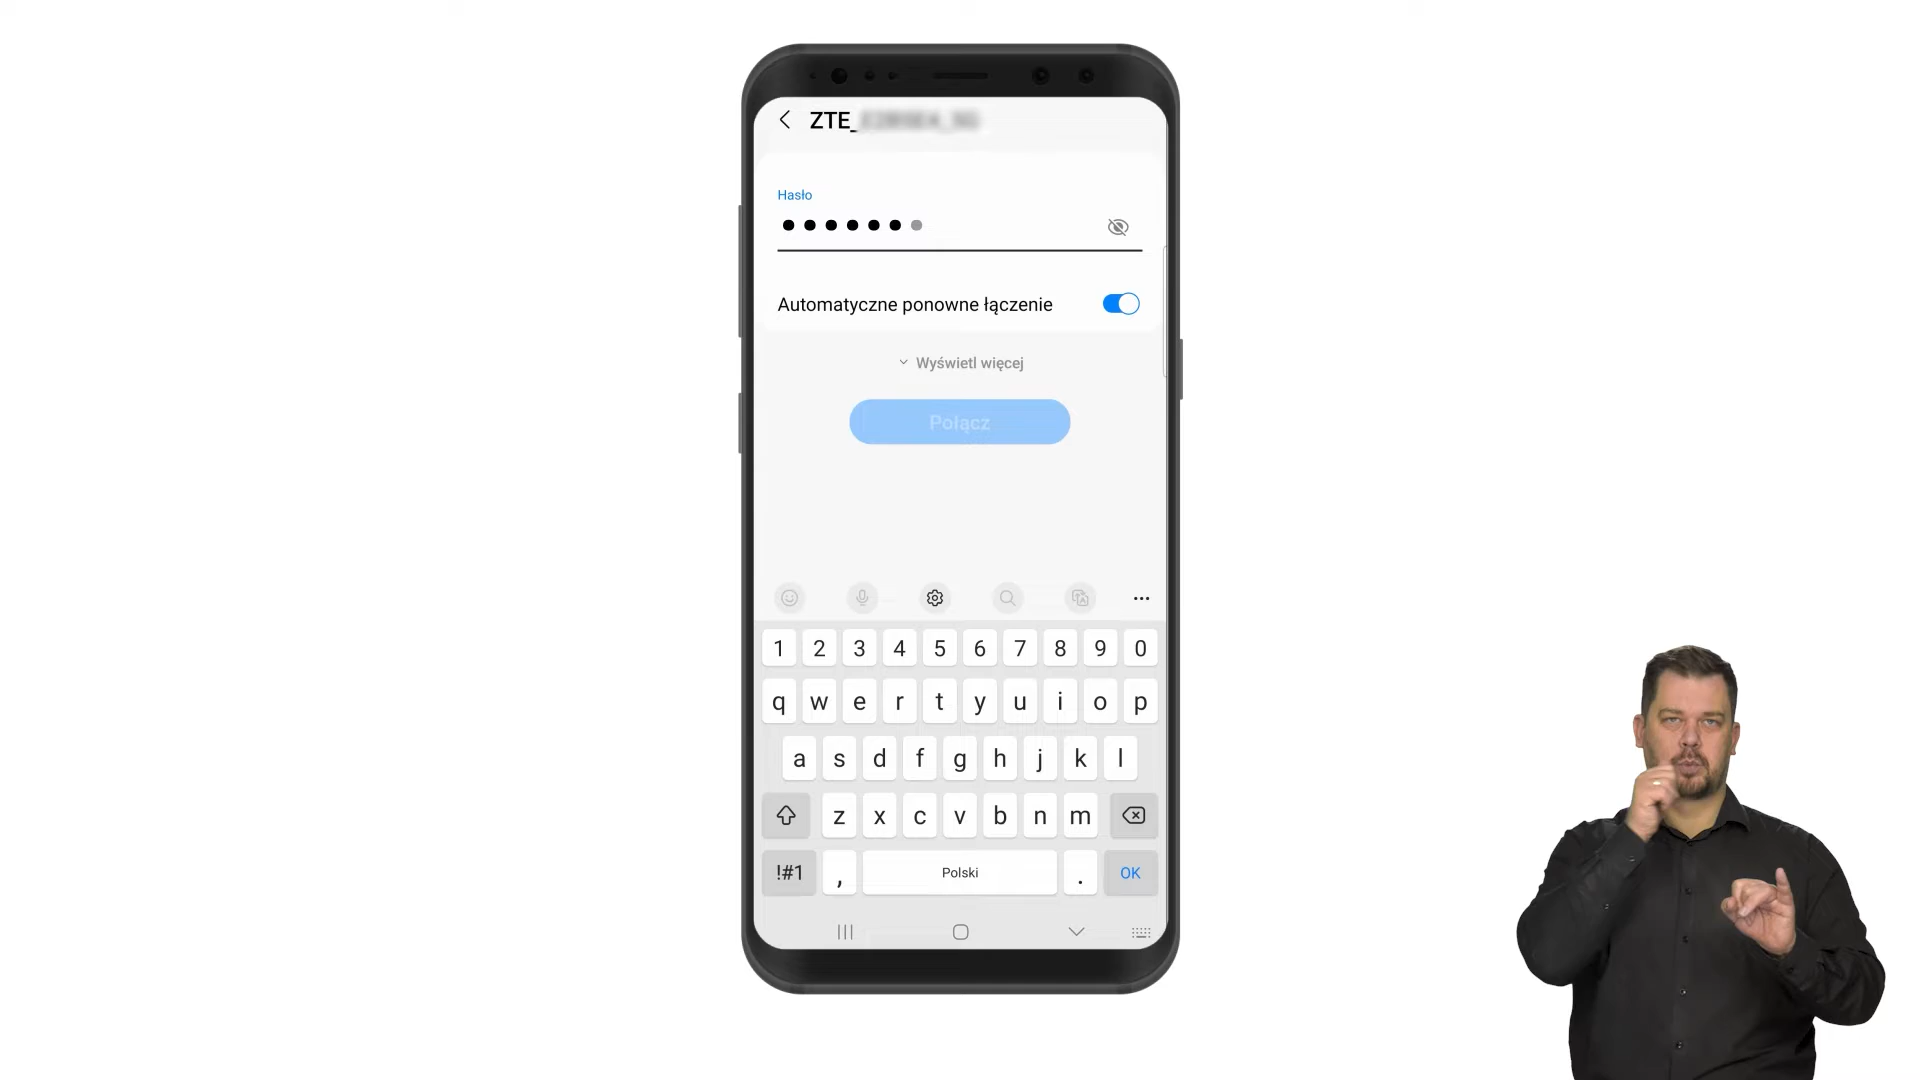 ZTE_
Hasło
Automatyczne ponowne łączenie
Wyświetl więcej
Połącz
1 2 3 4 5 6 7 8 9 0
q w e r t y u i o p
a s d f g h j k l
z x c v b n m
!#1 , Polski . OK